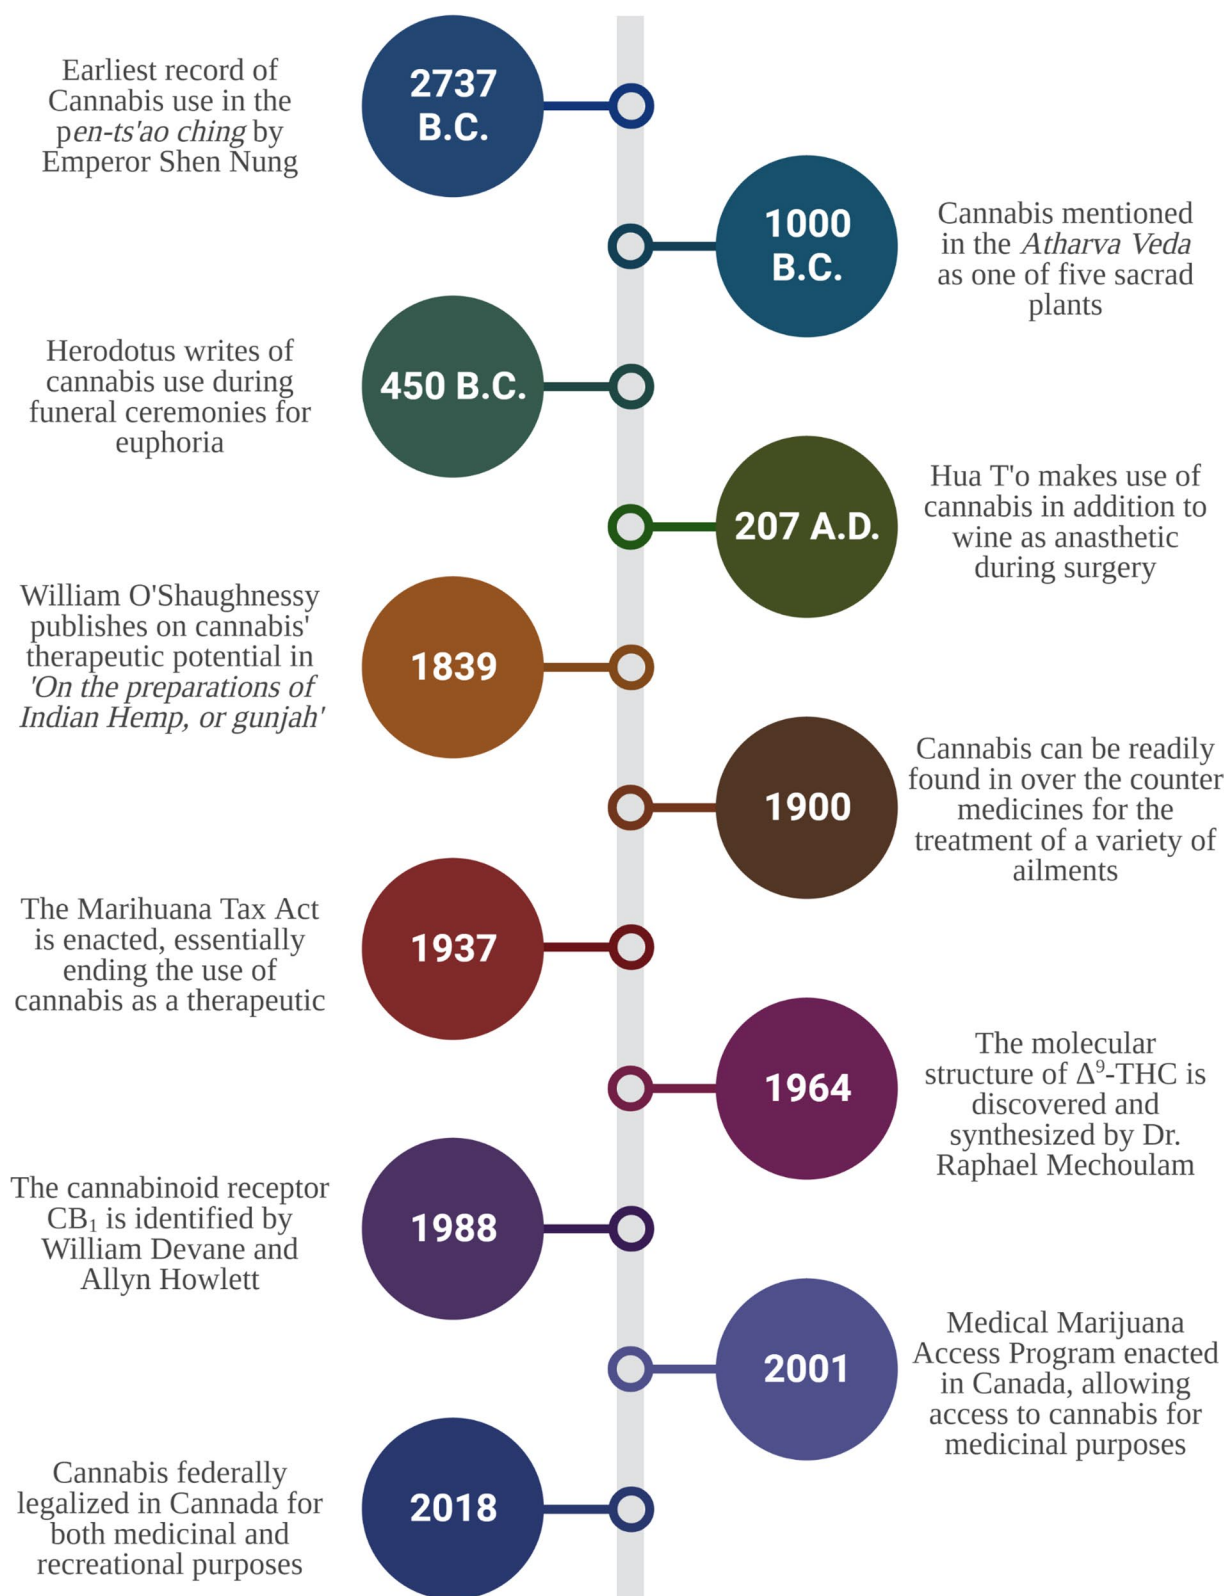 Earliest record of
Cannabis use in the
pen-ts'ao ching by
Emperor Shen Nung
2737
B.C.
1000
B.C.
Cannabis mentioned
in the Atharva Veda
as one of five sacrad
plants
Herodotus writes of
cannabis use during
funeral ceremonies for
euphoria
450 B.C.
207 A.D.
Hua T'o makes use of
cannabis in addition to
wine as anasthetic
during surgery
William O'Shaughnessy
publishes on cannabis'
therapeutic potential in
'On the preparations of
Indian Hemp, or gunjah'
1839
1900
Cannabis can be readily
found in over the counter
medicines for the
treatment of a variety of
ailments
The Marihuana Tax Act
is enacted, essentially
ending the use of
cannabis as a therapeutic
1937
1964
The molecular
structure of Δ⁹-THC is
discovered and
synthesized by Dr.
Raphael Mechoulam
The cannabinoid receptor
CB₁ is identified by
William Devane and
Allyn Howlett
1988
2001
Medical Marijuana
Access Program enacted
in Canada, allowing
access to cannabis for
medicinal purposes
Cannabis federally
legalized in Cannada for
both medicinal and
recreational purposes
2018